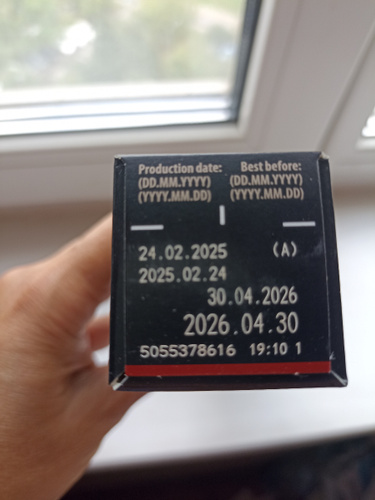 Production date: Best before:
(DD.MM.YYYY) (DD.MM.YYYY)
(YYYY.MM.DD) (YYYY.MM.DD)
24.02.2025 (A)
2025.02.24
30.04.2026
2026.04.30
5055378616 19:10 1